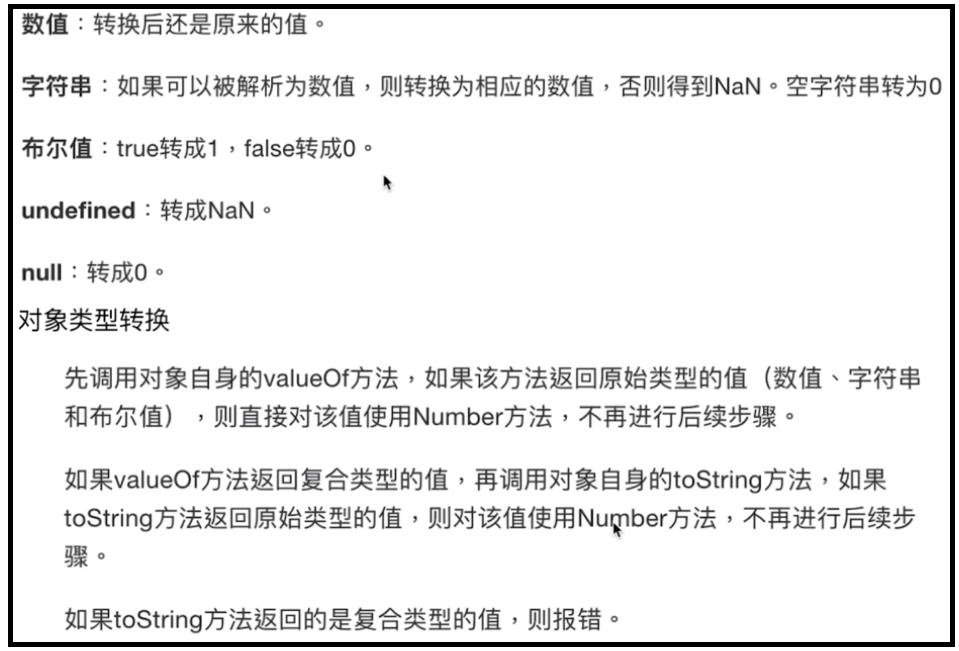 数值：转换后还是原来的值。
字符串：如果可以被解析为数值，则转换为相应的数值，否则得到NaN。空字符串转为0
布尔值：true转成1，false转成0。
undefined：转成NaN。
null：转成0。
对象类型转换
先调用对象自身的valueOf方法，如果该方法返回原始类型的值（数值、字符串
和布尔值），则直接对该值使用Number方法，不再进行后续步骤。
如果valueOf方法返回复合类型的值，再调用对象自身的toString方法，如果
toString方法返回原始类型的值，则对该值使用Number方法，不再进行后续步
骤。
如果toString方法返回的是复合类型的值，则报错。